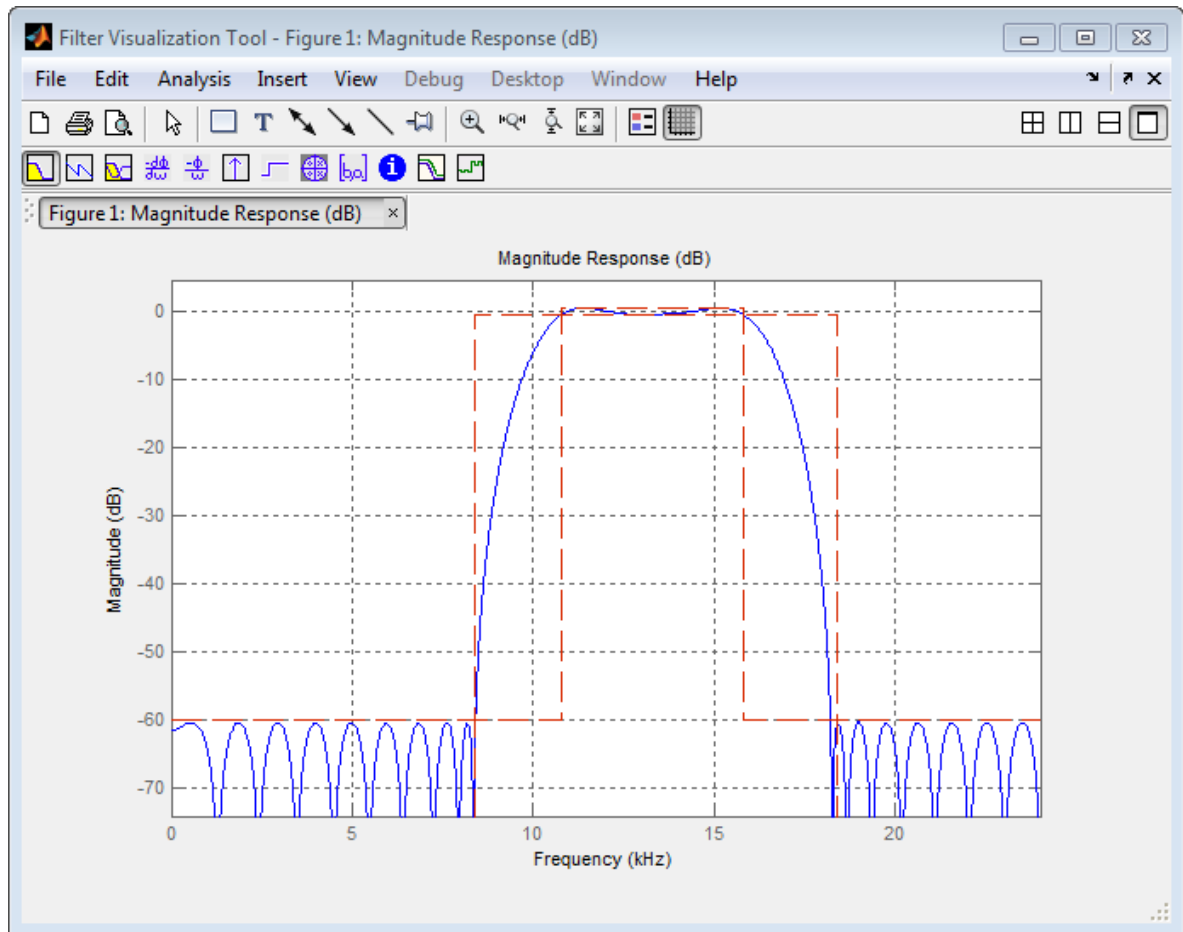 Filter Visualization Tool - Figure 1: Magnitude Response (dB)
File Edit Analysis Insert View Debug Desktop Window Help
Figure 1: Magnitude Response (dB)
Magnitude Response (dB)
0
-10
-20
-30
-40
-50
-60
-70
Magnitude (dB)
0 5 10 15 20
Frequency (kHz)